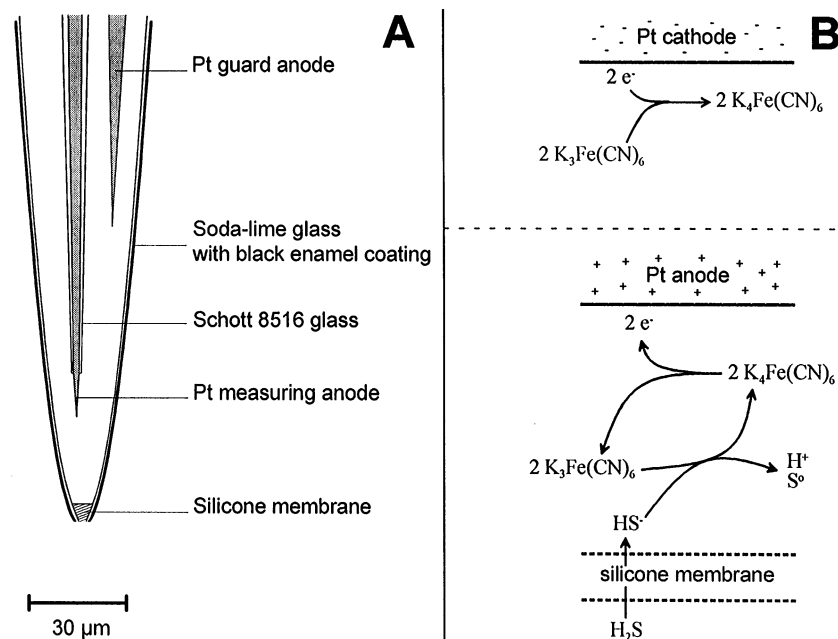 A
Pt guard anode
Soda-lime glass
with black enamel coating
Schott 8516 glass
Pt measuring anode
Silicone membrane
30 µm
B
Pt cathode
2 e⁻
2 K₄Fe(CN)₆
2 K₃Fe(CN)₆
Pt anode
2 e⁻
2 K₄Fe(CN)₆
2 K₃Fe(CN)₆
H⁺
S⁰
HS⁻
silicone membrane
H₂S